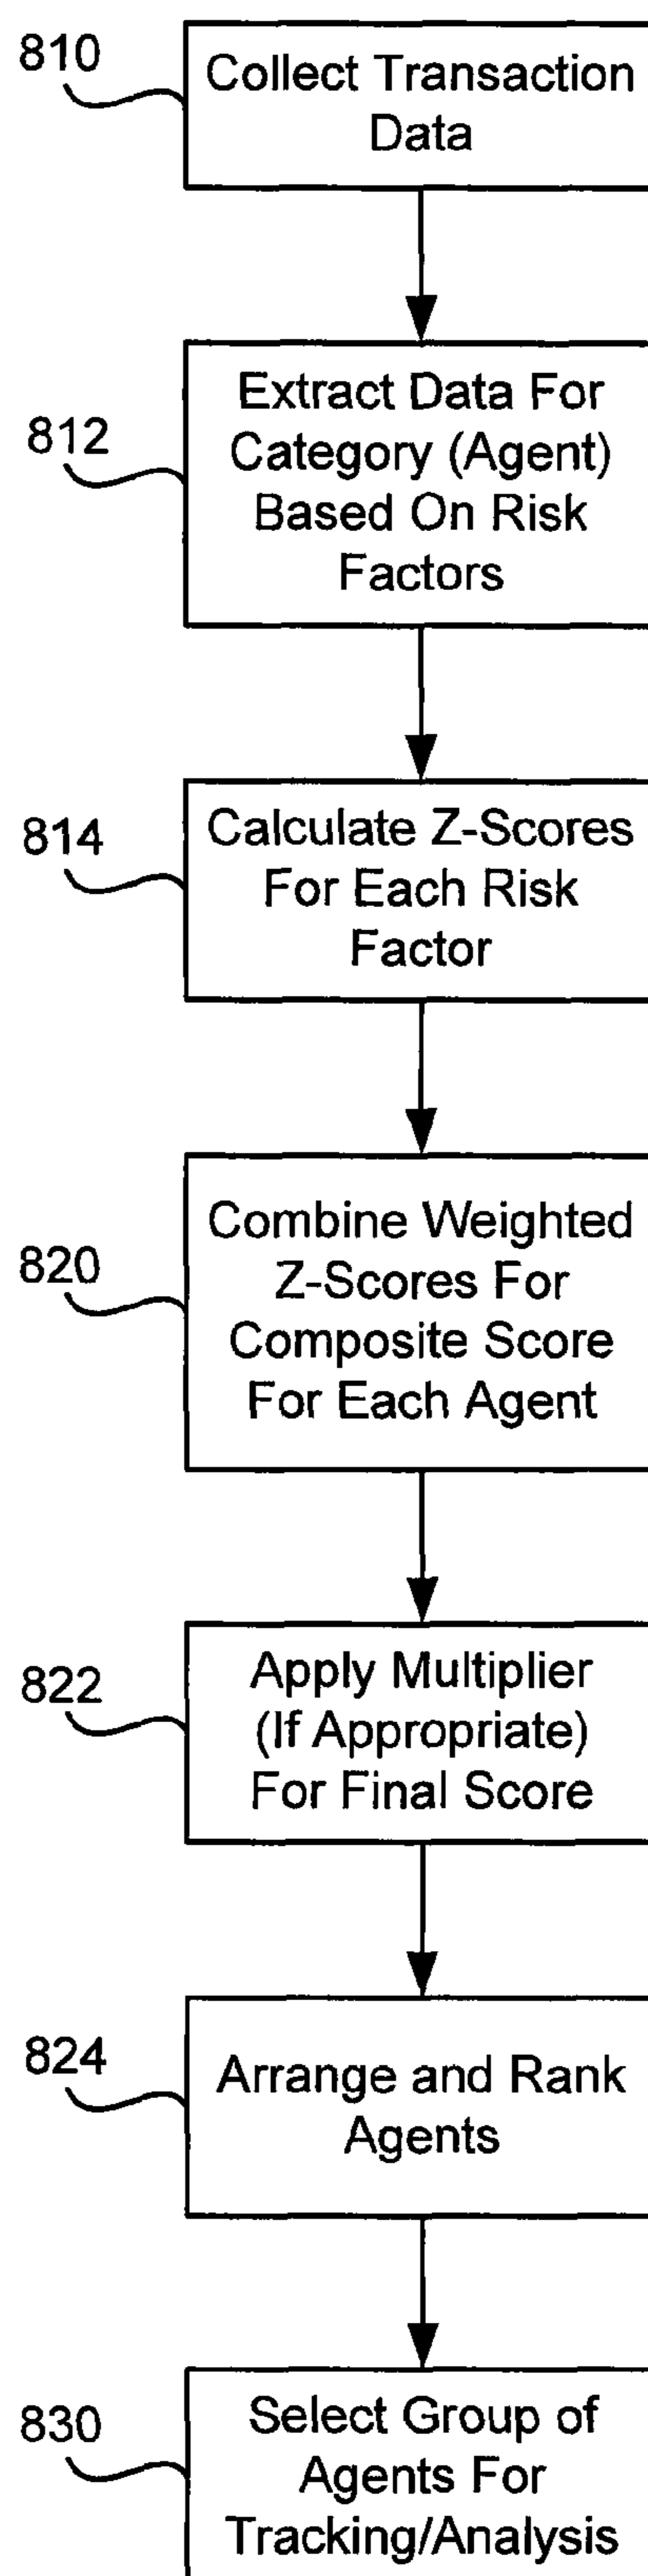 810
Collect Transaction
Data
812
Extract Data For
Category (Agent)
Based On Risk
Factors
814
Calculate Z-Scores
For Each Risk
Factor
820
Combine Weighted
Z-Scores For
Composite Score
For Each Agent
822
Apply Multiplier
(If Appropriate)
For Final Score
824
Arrange and Rank
Agents
830
Select Group of
Agents For
Tracking/Analysis